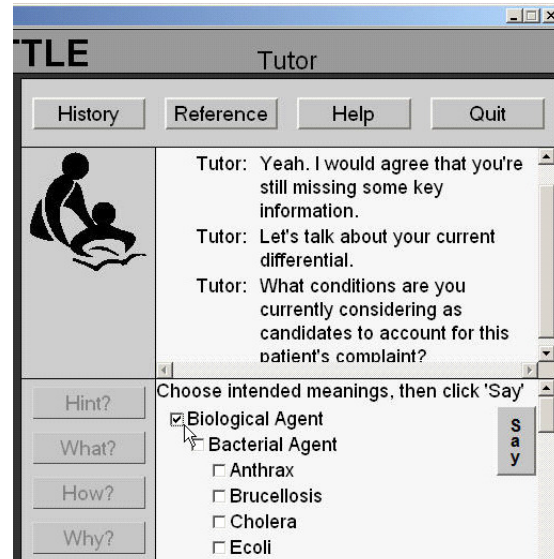 TTLE
Tutor
History Reference Help Quit
Tutor: Yeah. I would agree that you're
still missing some key
information.
Tutor: Let's talk about your current
differential.
Tutor: What conditions are you
currently considering as
candidates to account for this
patient's complaint?
Choose intended meanings, then click 'Say'
Hint?
What?
How?
Why?
Biological Agent
Bacterial Agent
Anthrax
Brucellosis
Cholera
Ecoli
Say